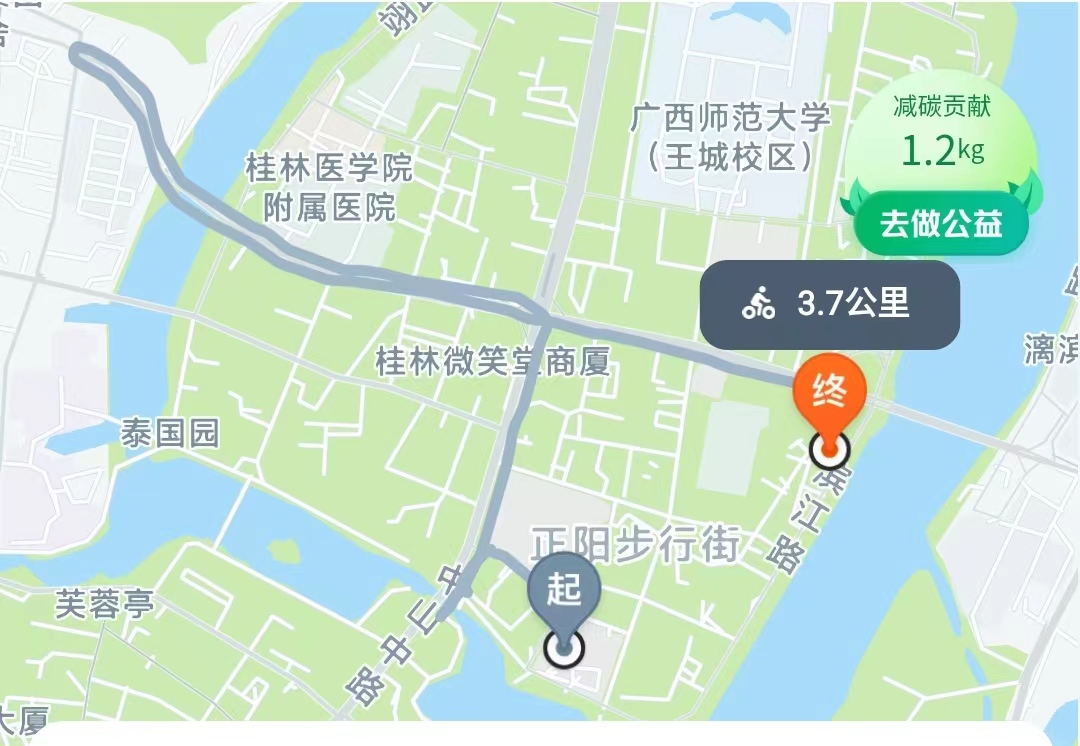 翊
广西师范大学
（王城校区）
减碳贡献
1.2kg
去做公益
桂林医学院
附属医院
3.7公里
桂林微笑堂商厦
漓滨
终
泰国园
滨江路
正阳步行街
起
芙蓉亭
中山中路
大厦